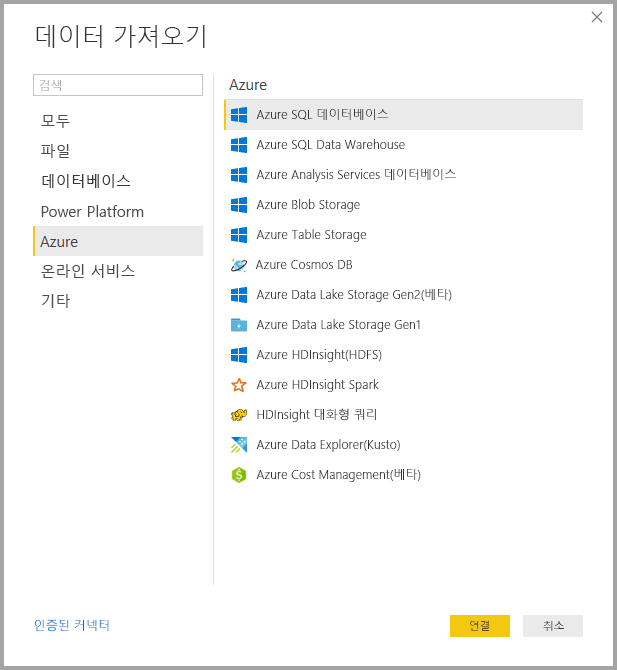 데이터 가져오기
검색
모두
파일
데이터베이스
Power Platform
Azure
온라인 서비스
기타
Azure
Azure SQL 데이터베이스
Azure SQL Data Warehouse
Azure Analysis Services 데이터베이스
Azure Blob Storage
Azure Table Storage
Azure Cosmos DB
Azure Data Lake Storage Gen2(베타)
Azure Data Lake Storage Gen1
Azure HDInsight(HDFS)
Azure HDInsight Spark
HDInsight 대화형 쿼리
Azure Data Explorer(Kusto)
Azure Cost Management(베타)
인증된 커넥터
연결
취소